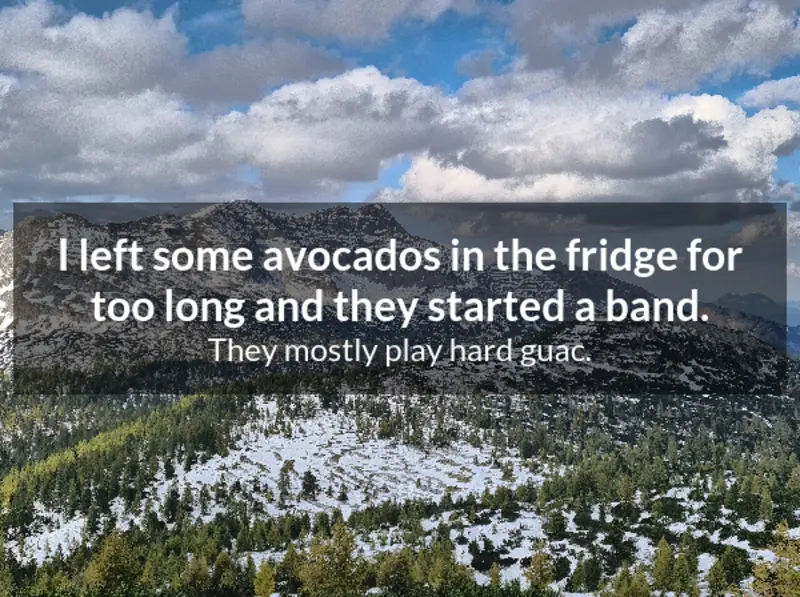 I left some avocados in the fridge for
too long and they started a band.
They mostly play hard guac.